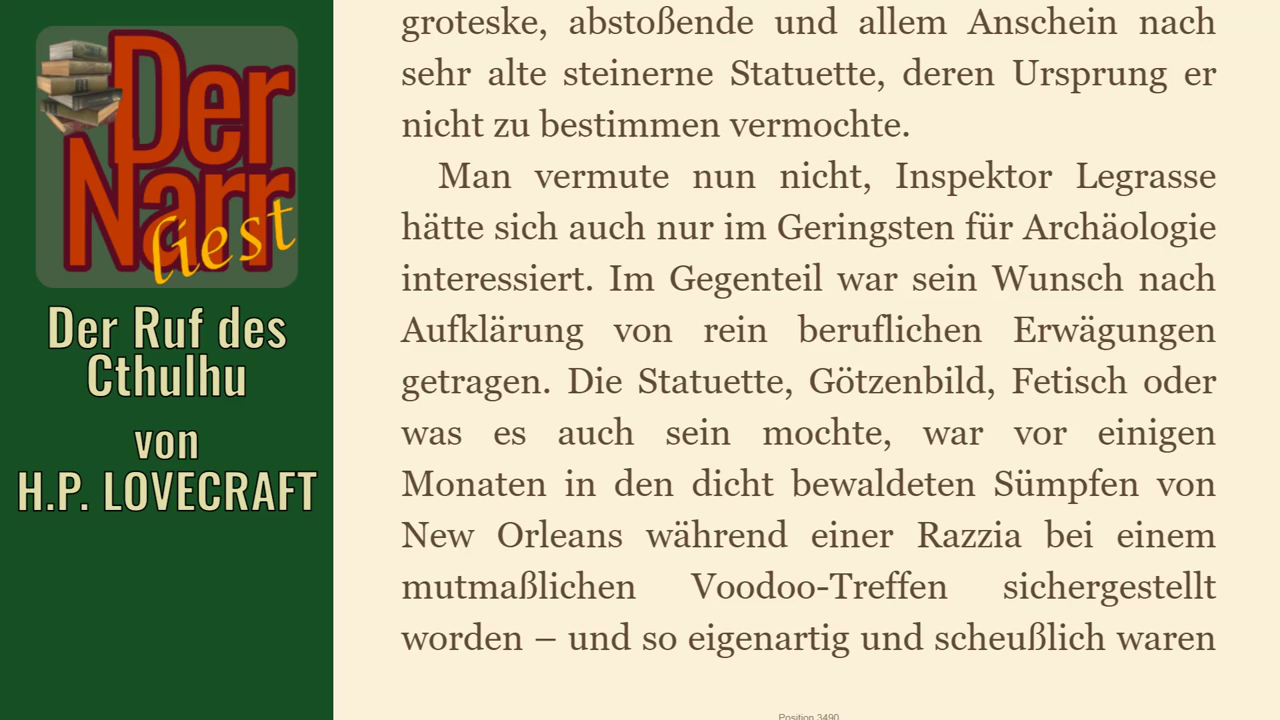 Der
Narr
liest
Der Ruf des
Cthulhu
von
H.P. LOVECRAFT
groteske, abstoßende und allem Anschein nach
sehr alte steinerne Statuette, deren Ursprung er
nicht zu bestimmen vermochte.
Man vermute nun nicht, Inspektor Legrasse
hätte sich auch nur im Geringsten für Archäologie
interessiert. Im Gegenteil war sein Wunsch nach
Aufklärung von rein beruflichen Erwägungen
getragen. Die Statuette, Götzenbild, Fetisch oder
was es auch sein mochte, war vor einigen
Monaten in den dicht bewaldeten Sümpfen von
New Orleans während einer Razzia bei einem
mutmaßlichen Voodoo-Treffen sichergestellt
worden – und so eigenartig und scheußlich waren
Position 3490